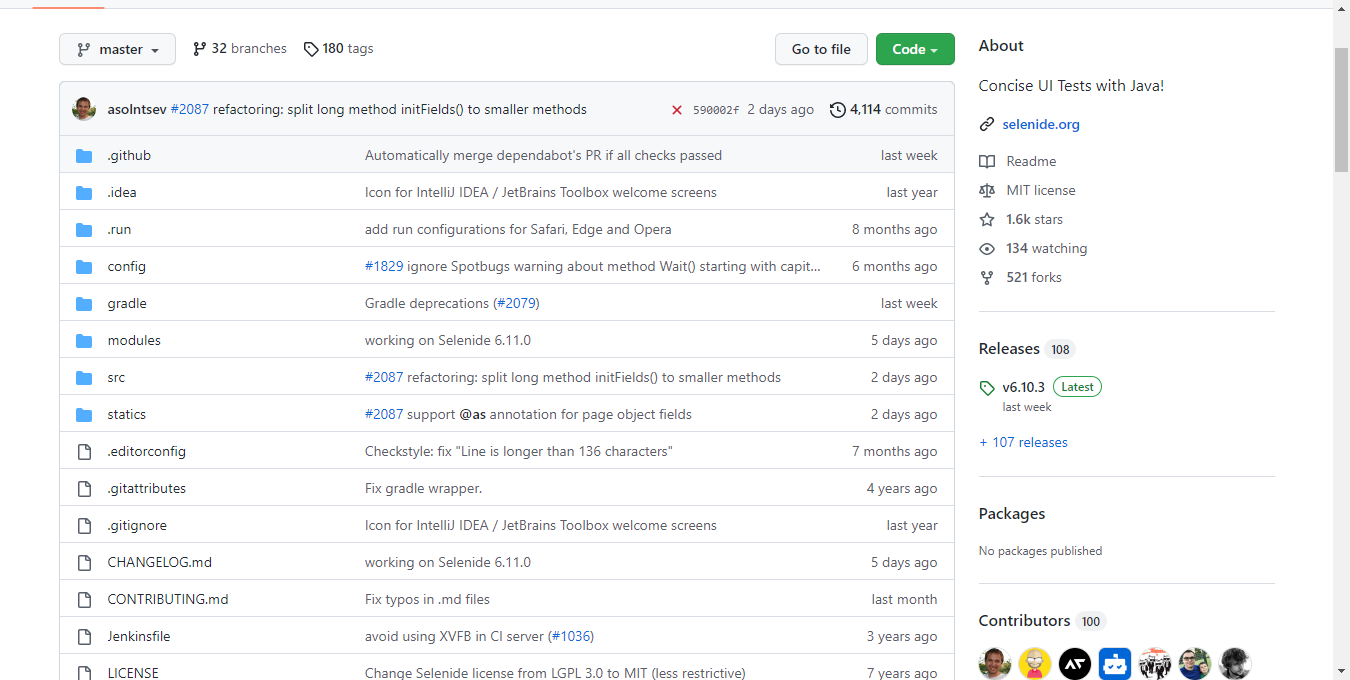 master 32 branches 180 tags Go to file Code
asolntsev #2087 refactoring: split long method initFields() to smaller methods 590002f 2 days ago 4,114 commits
.github Automatically merge dependabot's PR if all checks passed last week
.idea Icon for IntelliJ IDEA / JetBrains Toolbox welcome screens last year
.run add run configurations for Safari, Edge and Opera 8 months ago
config #1829 ignore Spotbugs warning about method Wait() starting with capit... 6 months ago
gradle Gradle deprecations (#2079) last week
modules working on Selenide 6.11.0 5 days ago
src #2087 refactoring: split long method initFields() to smaller methods 2 days ago
statics #2087 support @as annotation for page object fields 2 days ago
.editorconfig Checkstyle: fix "Line is longer than 136 characters" 7 months ago
.gitattributes Fix gradle wrapper. 4 years ago
.gitignore Icon for IntelliJ IDEA / JetBrains Toolbox welcome screens last year
CHANGELOG.md working on Selenide 6.11.0 5 days ago
CONTRIBUTING.md Fix typos in .md files last month
Jenkinsfile avoid using XVFB in CI server (#1036) 3 years ago
LICENSE Change Selenide license from LGPL 3.0 to MIT (less restrictive) 7 years ago
About
Concise UI Tests with Java!
selenide.org
Readme
MIT license
1.6k stars
134 watching
521 forks
Releases 108
v6.10.3 Latest
last week
+ 107 releases
Packages
No packages published
Contributors 100